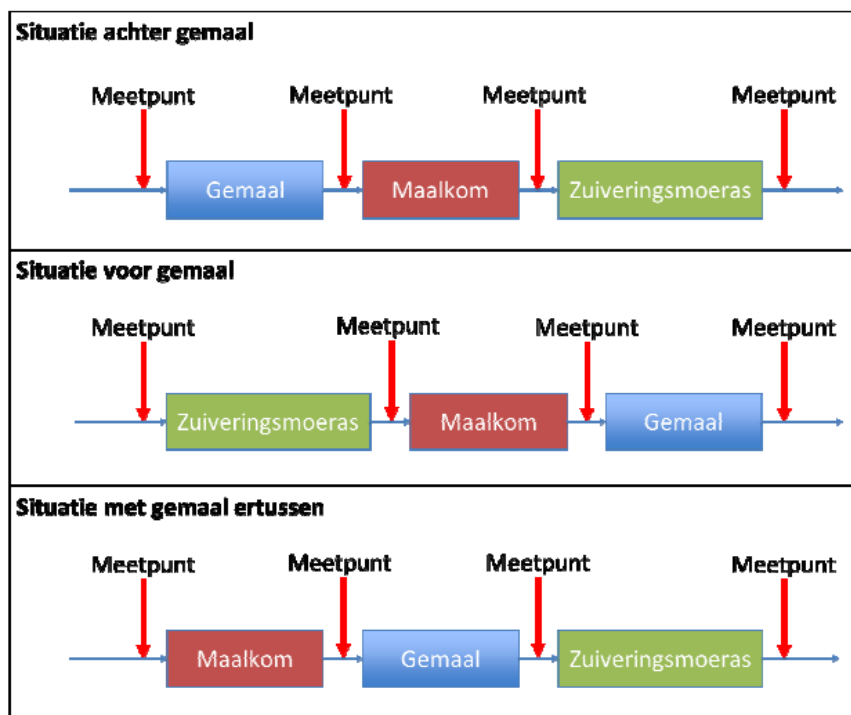 Situatie achter gemaal
Meetpunt Meetpunt Meetpunt Meetpunt
Gemaal Maalkom Zuiveringsmoeras
Situatie voor gemaal
Meetpunt Meetpunt Meetpunt Meetpunt
Zuiveringsmoeras Maalkom Gemaal
Situatie met gemaal ertussen
Meetpunt Meetpunt Meetpunt Meetpunt
Maalkom Gemaal Zuiveringsmoeras